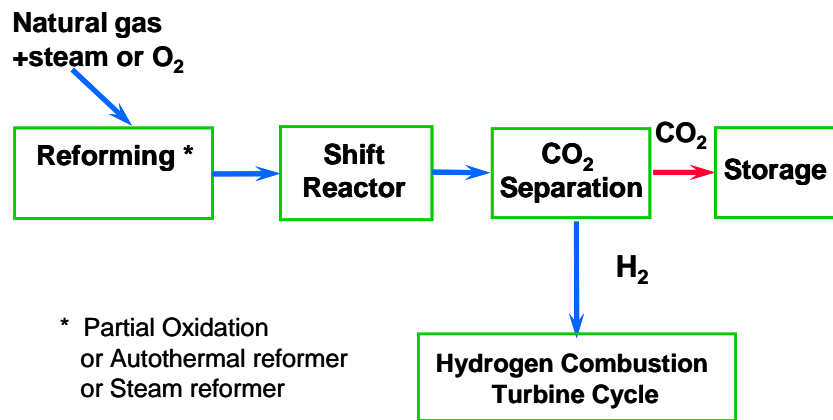 Natural gas
+steam or O₂
Reforming *
Shift
Reactor
CO₂
Separation
CO₂
Storage
H₂
* Partial Oxidation
or Autothermal reformer
or Steam reformer
Hydrogen Combustion
Turbine Cycle